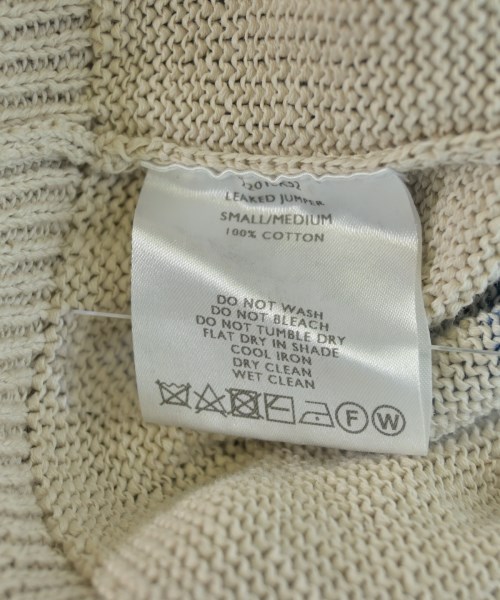 LEAKED JUMPER
SMALL/MEDIUM
100% COTTON
DO NOT WASH
DO NOT BLEACH
DO NOT TUMBLE DRY
FLAT DRY IN SHADE
COOL IRON
DRY CLEAN
WET CLEAN
F W